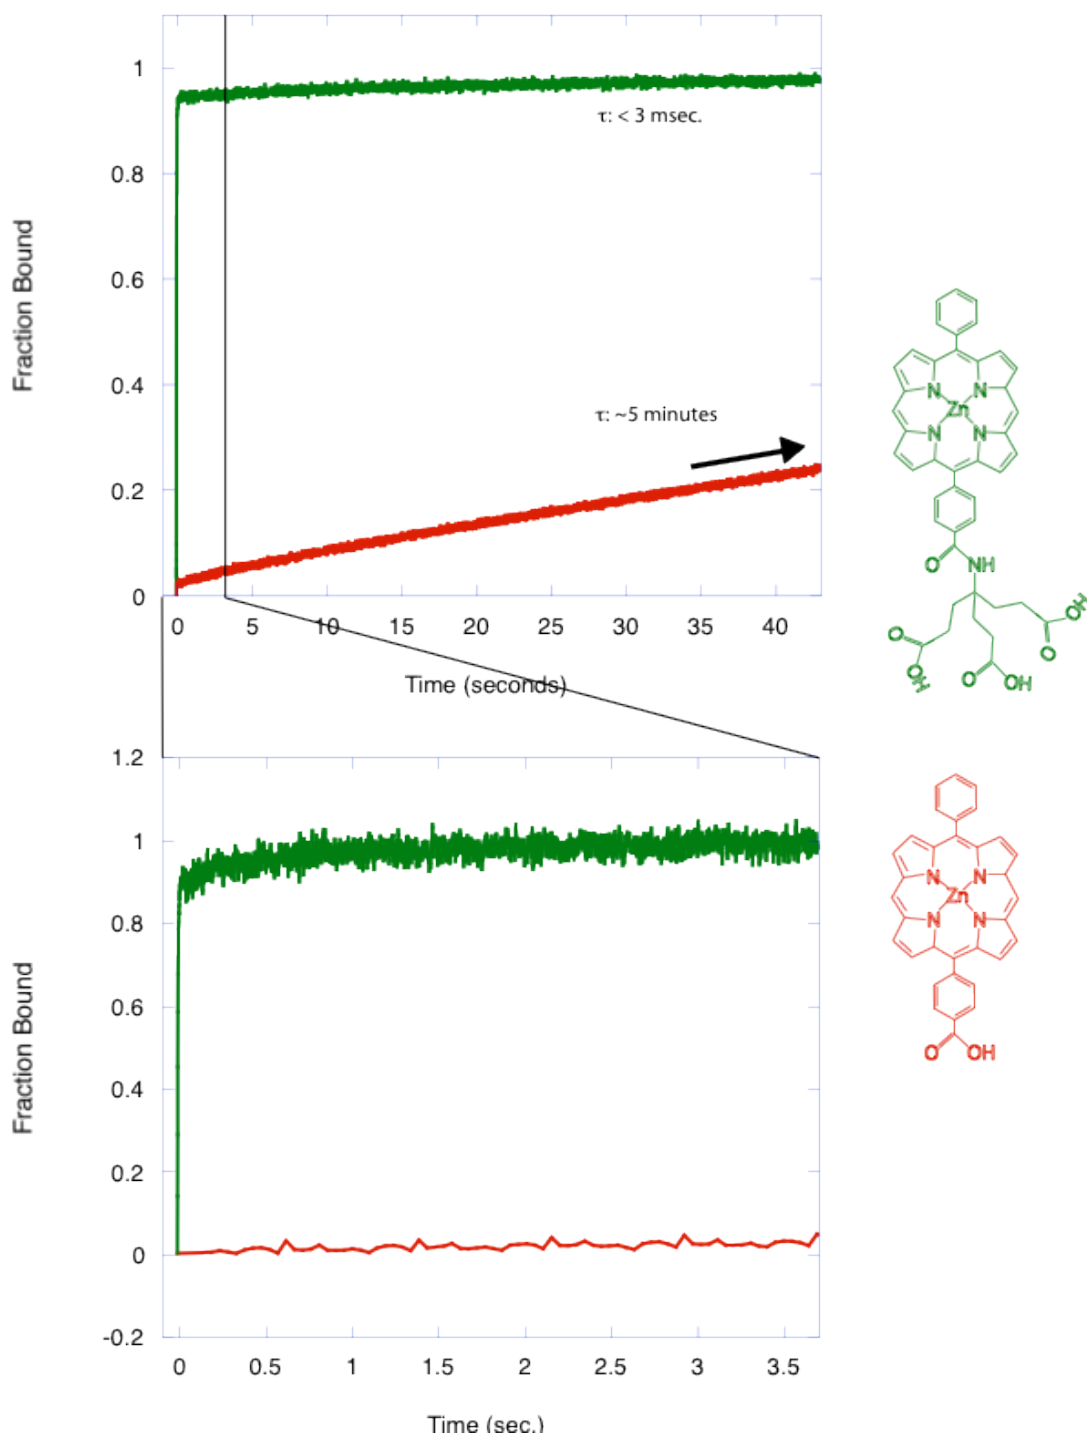 Fraction Bound
1
0.8
0.6
0.4
0.2
0
τ: < 3 msec.
τ: ~5 minutes
0 5 10 15 20 25 30 35 40
Time (seconds)
N N
Zn
N N
O NH
O OH
O OH
O OH
Fraction Bound
1.2
1
0.8
0.6
0.4
0.2
0
-0.2
0 0.5 1 1.5 2 2.5 3 3.5
Time (sec.)
N N
Zn
N N
O OH